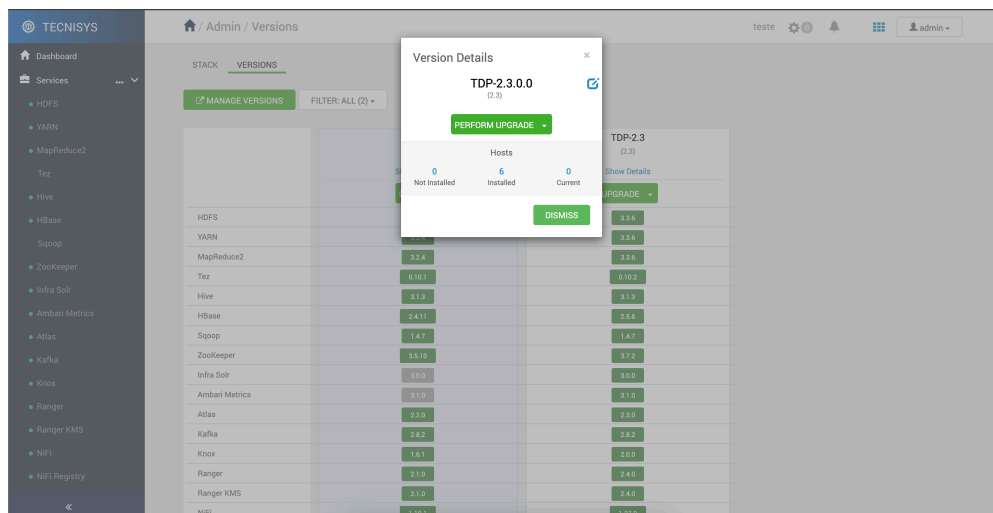 TECNISYS
/ Admin / Versions
teste
0
admin
Dashboard
Services
...
HDFS
YARN
MapReduce2
Tez
Hive
HBase
Sqoop
ZooKeeper
Infra Solr
Ambari Metrics
Atlas
Kafka
Knox
Ranger
Ranger KMS
NiFi
NiFi Registry
STACK VERSIONS
MANAGE VERSIONS FILTER: ALL (2)
Version Details ×
TDP-2.3.0.0
(2.3)
PERFORM UPGRADE
Hosts
0 6 0
Not Installed Installed Current
DISMISS
TDP-2.3
(2.3)
Show Details
UPGRADE
HDFS 3.3.6
YARN 3.2.4 3.3.6
MapReduce2 3.2.4 3.3.6
Tez 0.10.1 0.10.2
Hive 3.1.3 3.1.3
HBase 2.4.11 2.5.6
Sqoop 1.4.7 1.4.7
ZooKeeper 3.5.10 3.7.2
Infra Solr 3.0.0 3.0.0
Ambari Metrics 3.1.0 3.1.0
Atlas 2.2.0 2.3.0
Kafka 2.8.2 2.8.2
Knox 1.6.1 2.0.0
Ranger 2.1.0 2.4.0
Ranger KMS 2.1.0 2.4.0
NiFi